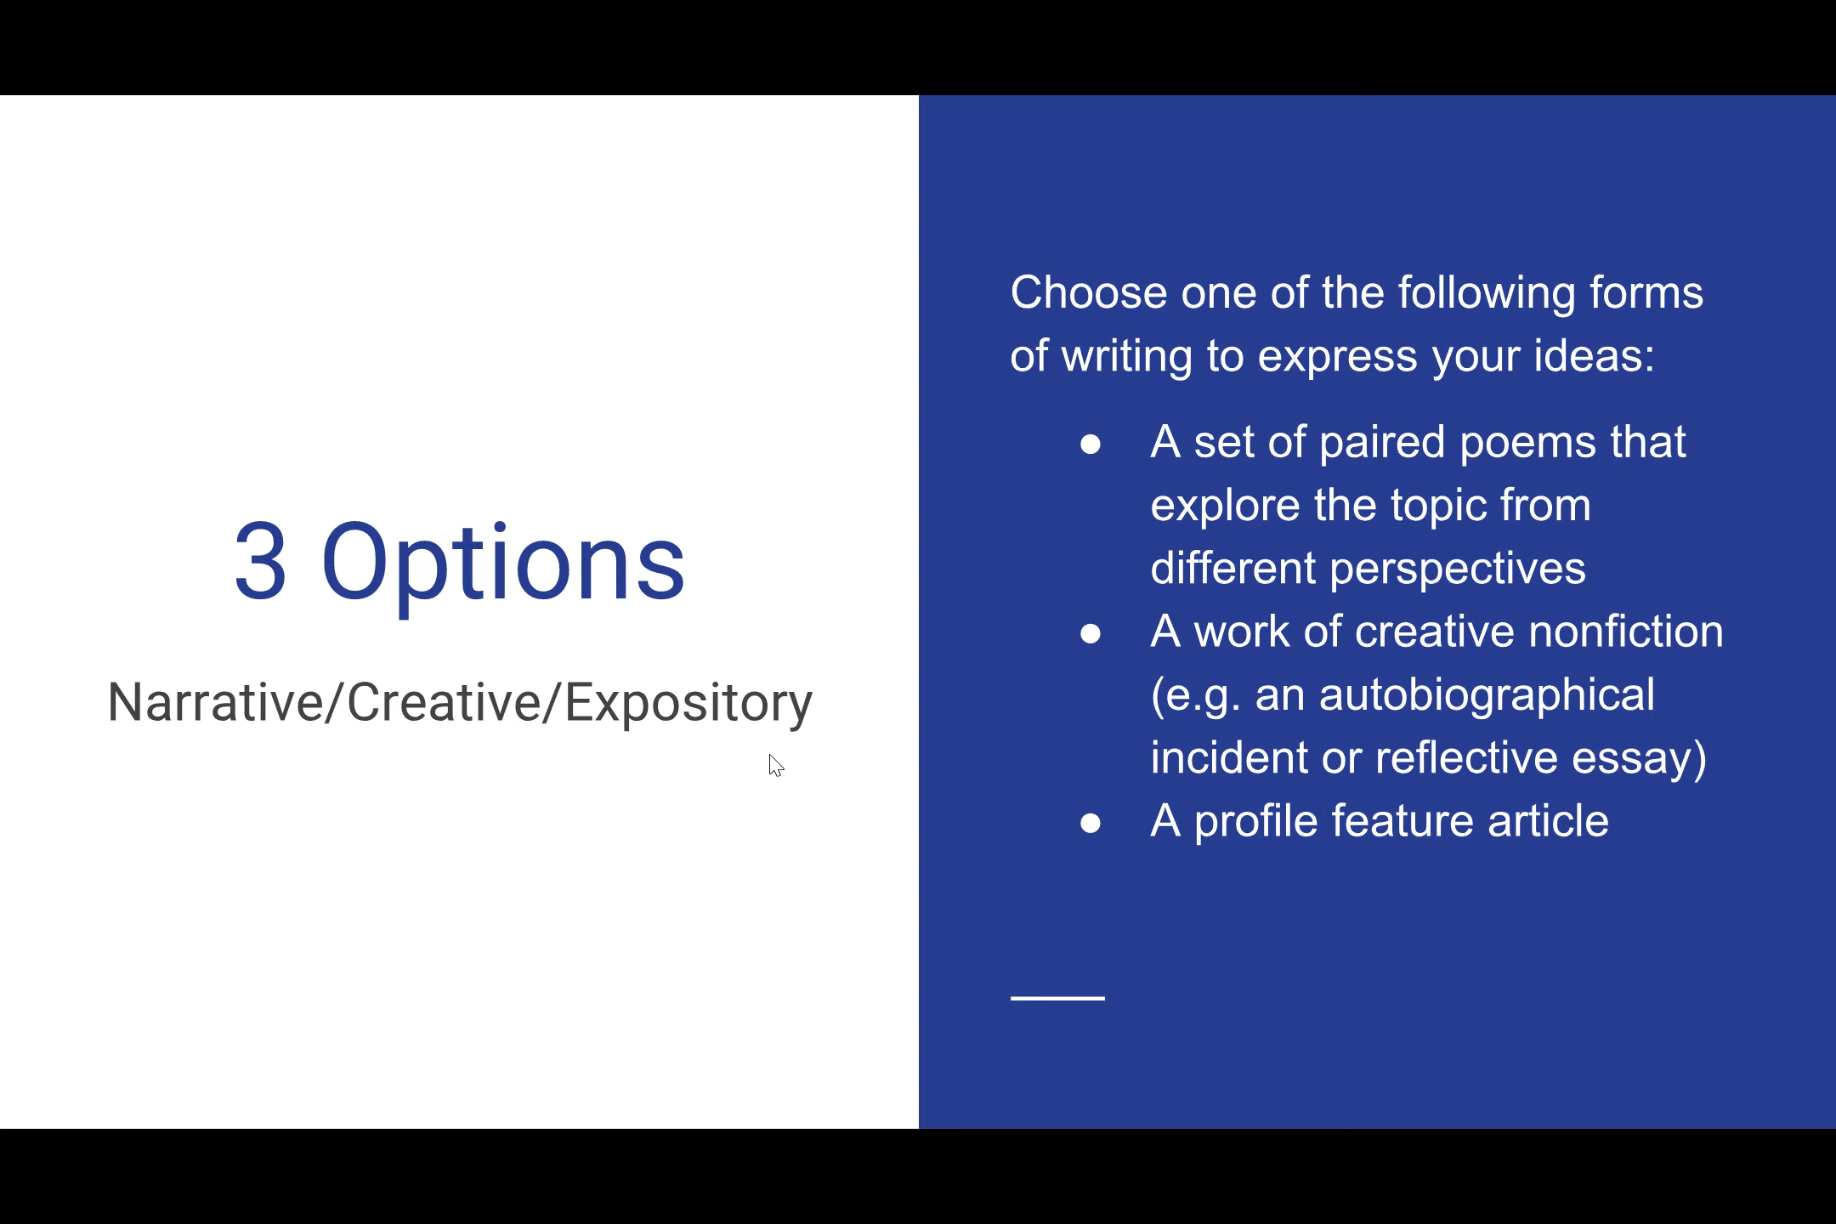 3 Options
Narrative/Creative/Expository
Choose one of the following forms
of writing to express your ideas:
● A set of paired poems that
explore the topic from
different perspectives
● A work of creative nonfiction
(e.g. an autobiographical
incident or reflective essay)
● A profile feature article